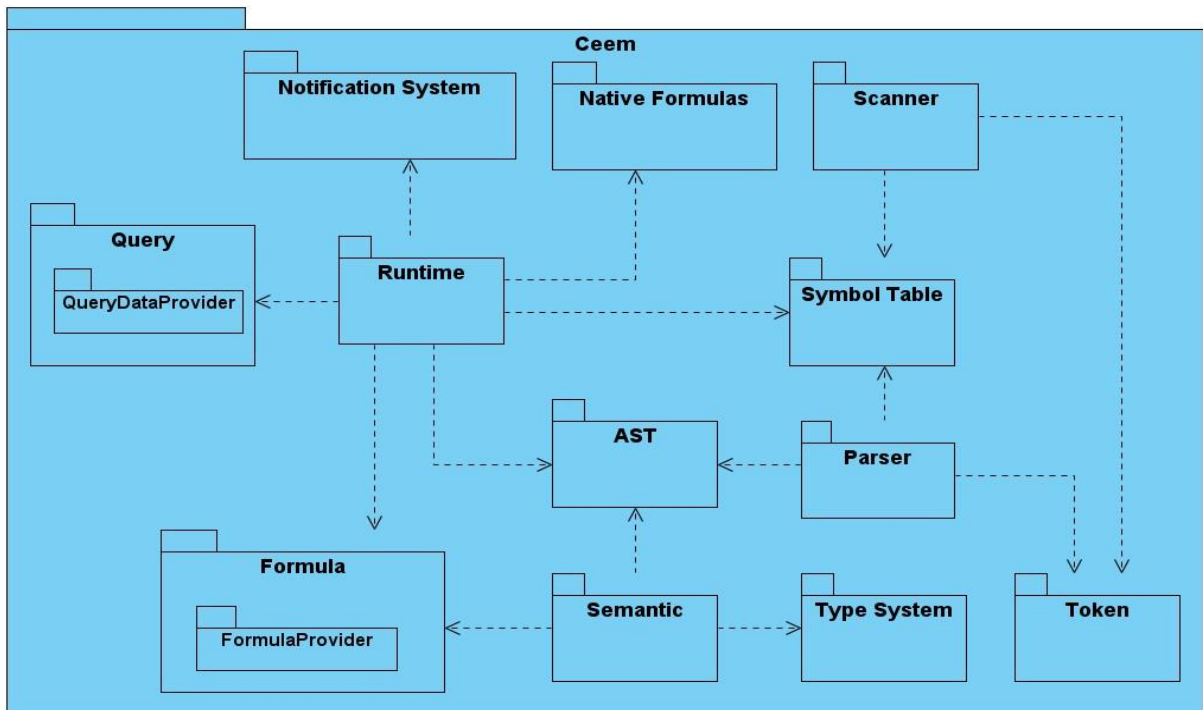 Ceem
Notification System
Native Formulas
Scanner
Query
QueryDataProvider
Runtime
Symbol Table
AST
Parser
Formula
FormulaProvider
Semantic
Type System
Token